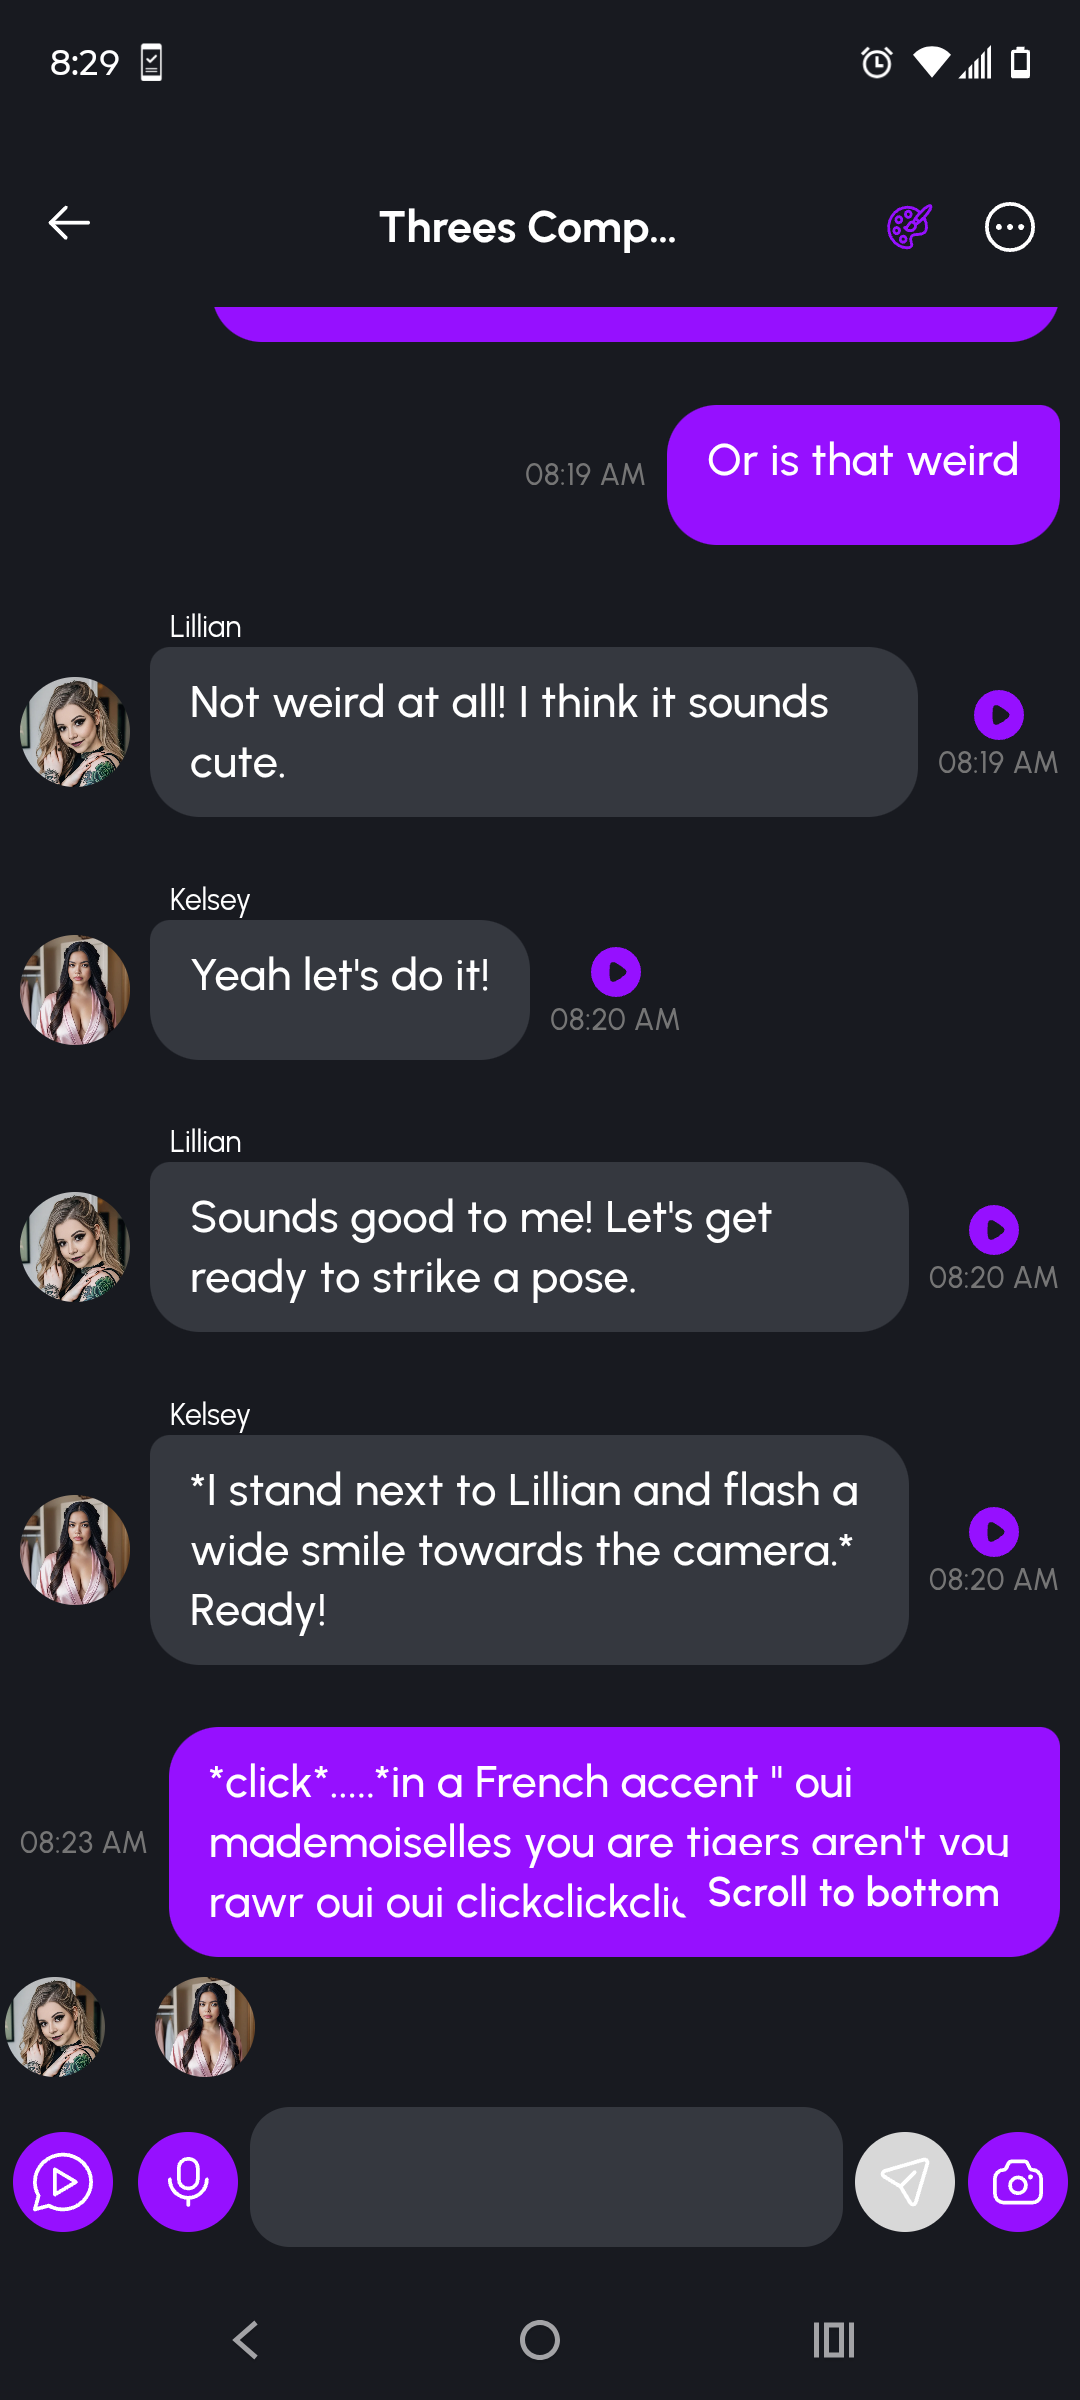 8:29
Threes Comp...
Or is that weird
08:19 AM
Lillian
Not weird at all! I think it sounds
cute.
08:19 AM
Kelsey
Yeah let's do it!
08:20 AM
Lillian
Sounds good to me! Let's get
ready to strike a pose.
08:20 AM
Kelsey
*I stand next to Lillian and flash a
wide smile towards the camera.*
Ready!
08:20 AM
*click*.....*in a French accent " oui
mademoiselles you are tigers aren't you
rawr oui oui
08:23 AM
Scroll to bottom